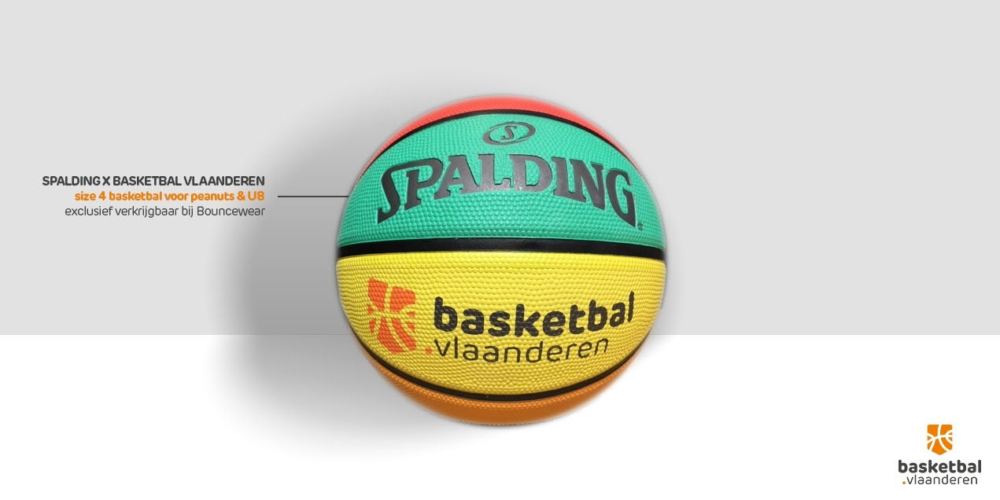 SPALDING X BASKETBAL VLAANDEREN
size 4 basketbal voor peanuts & U8
exclusief verkrijgbaar bij Bouncewear
S
SPALDING
basketbal
.vlaanderen
basketbal
.vlaanderen